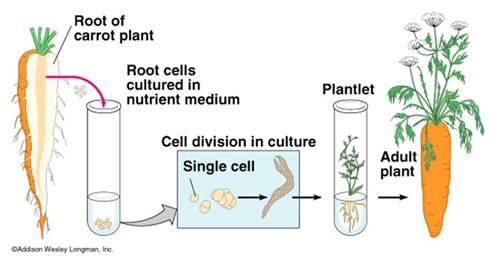 Root of
carrot plant
Root cells
cultured in
nutrient medium
Cell division in culture
Single cell
Plantlet
Adult
plant
©Addison Wesley Longman, Inc.